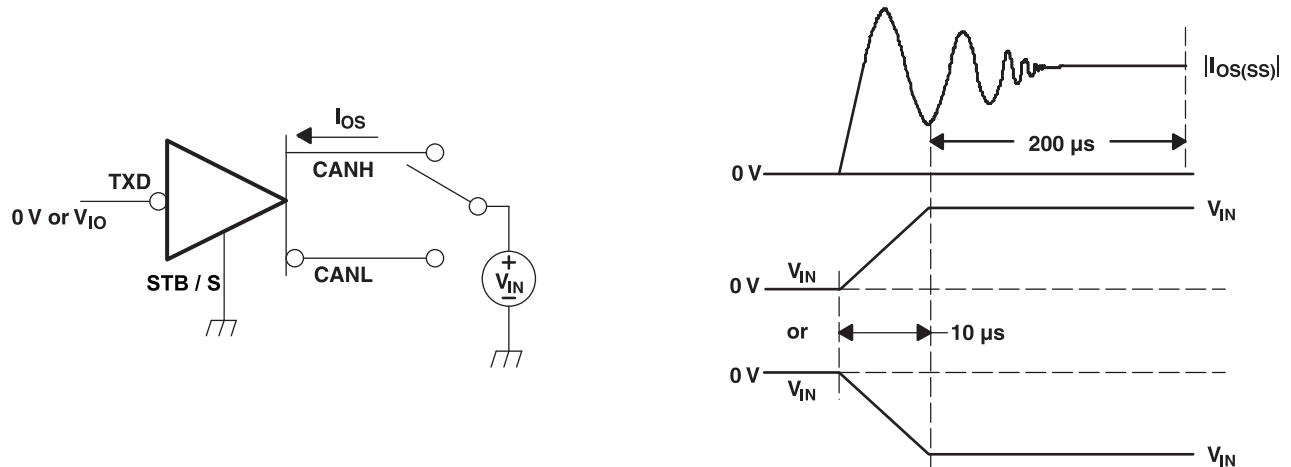 TXD
0 V or VIO
STB / S
IOS
CANH
CANL
+
VIN
–
|IOS(SS)|
200 µs
0 V
VIN
VIN
0 V
or
10 µs
0 V
VIN
VIN